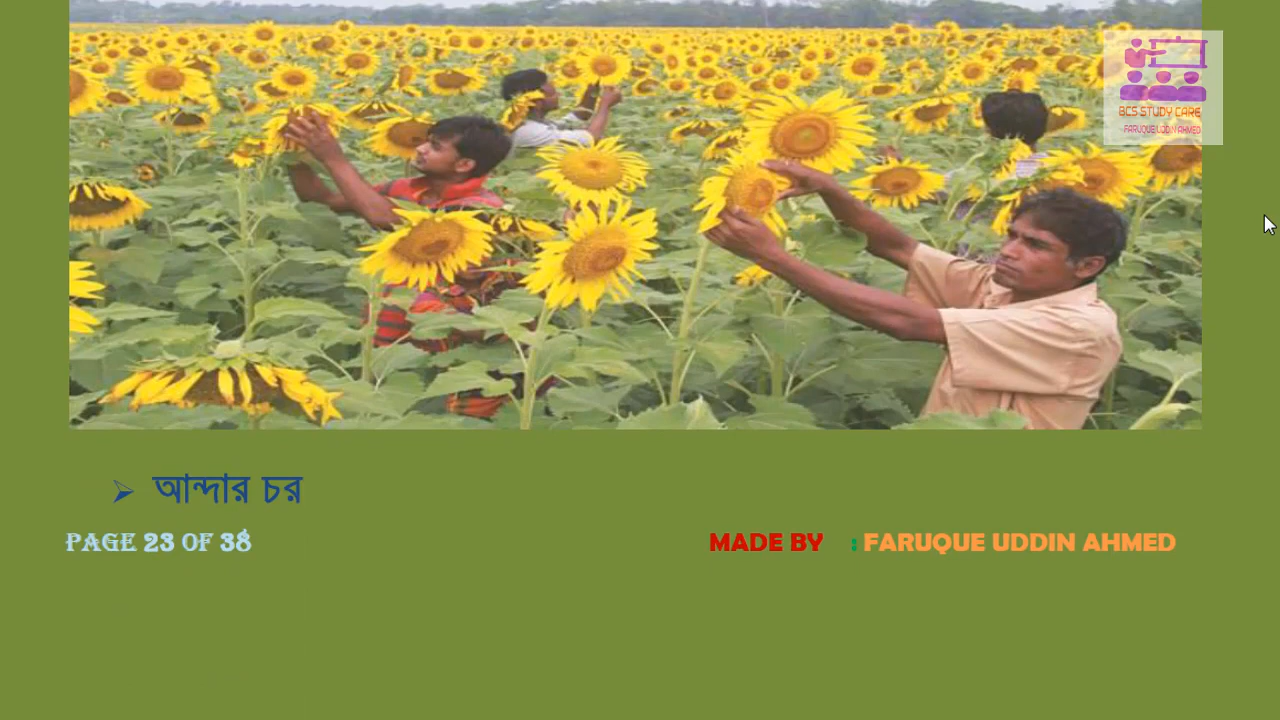 BCS STUDY CARE
FARUQUE UDDIN AHMED
➢ আন্দার চর
PAGE 23 OF 38
MADE BY : FARUQUE UDDIN AHMED